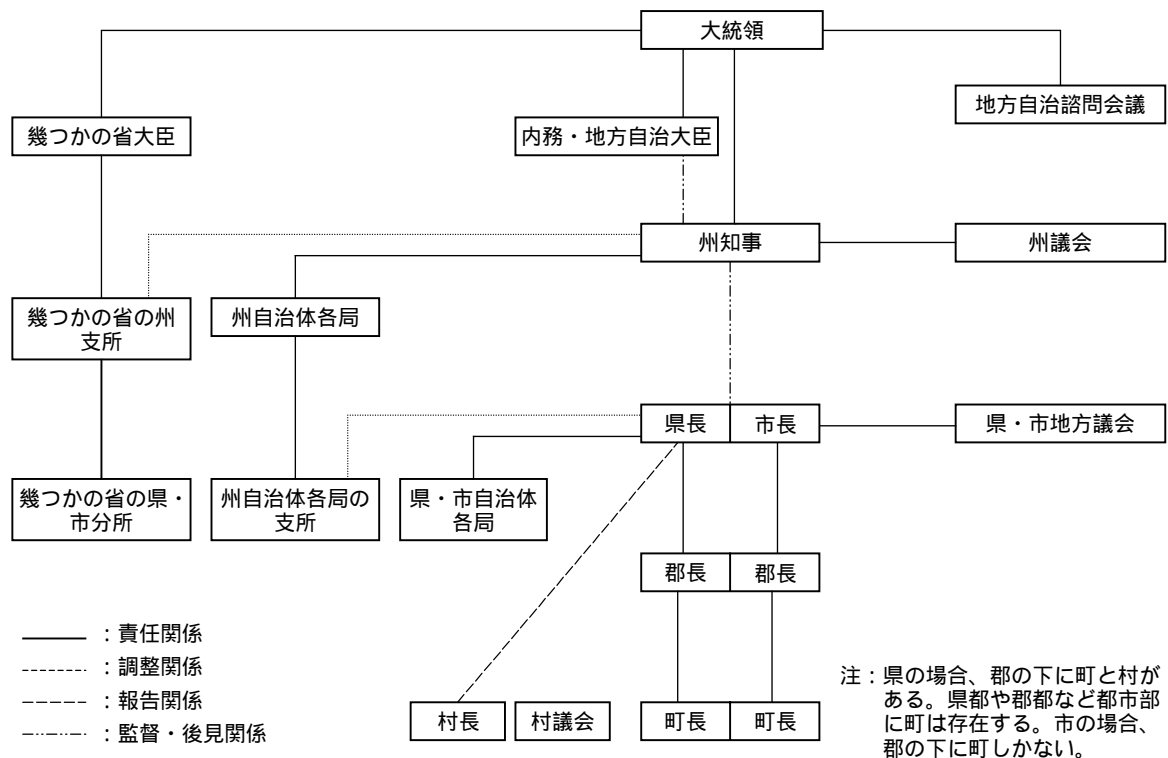 大統領
地方自治諮問会議
幾つかの省大臣
内務・地方自治大臣
州知事
州議会
幾つかの省の州
支所
州自治体各局
県長
市長
県・市地方議会
幾つかの省の県・
市分所
州自治体各局の
支所
県・市自治体
各局
郡長
郡長
:責任関係
:調整関係
:報告関係
:監督・後見関係
村長
村議会
町長
町長
注:県の場合、郡の下に町と村が
ある。県都や郡都など都市部
に町は存在する。市の場合、
郡の下に町しかない。